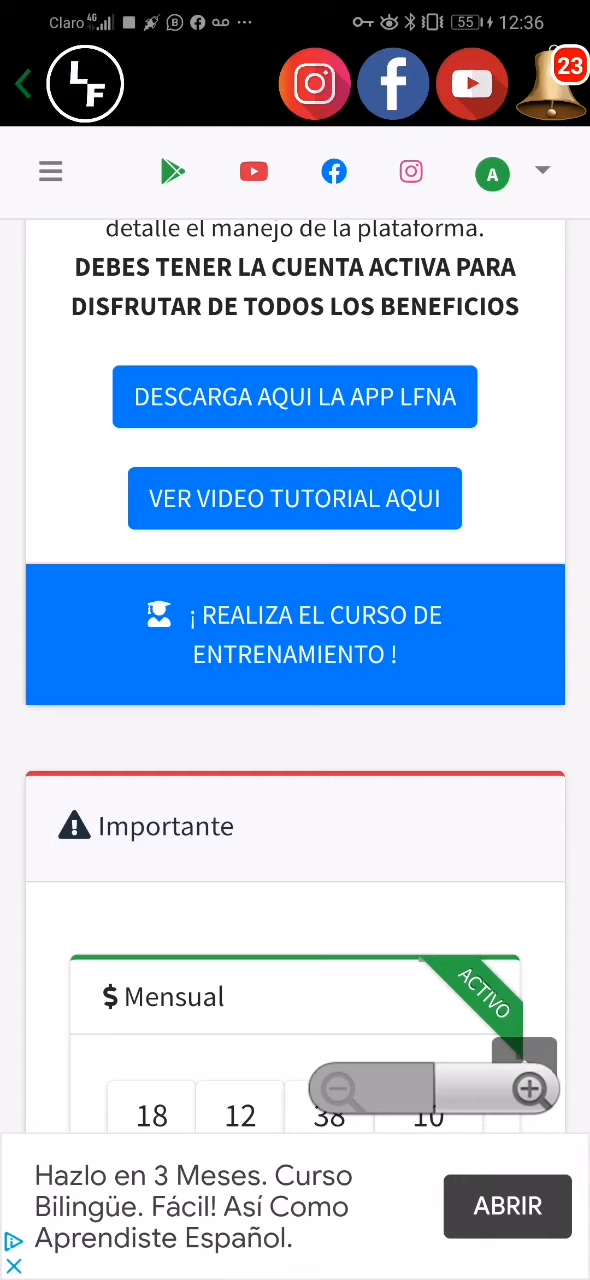 Claro 4G 55 12:36
LF
23
A
detalle el manejo de la plataforma.
DEBES TENER LA CUENTA ACTIVA PARA
DISFRUTAR DE TODOS LOS BENEFICIOS
DESCARGA AQUI LA APP LFNA
VER VIDEO TUTORIAL AQUI
¡ REALIZA EL CURSO DE
ENTRENAMIENTO !
Importante
$ Mensual
ACTIVO
18 12 38 10
Hazlo en 3 Meses. Curso
Bilingüe. Fácil! Así Como
Aprendiste Español.
ABRIR